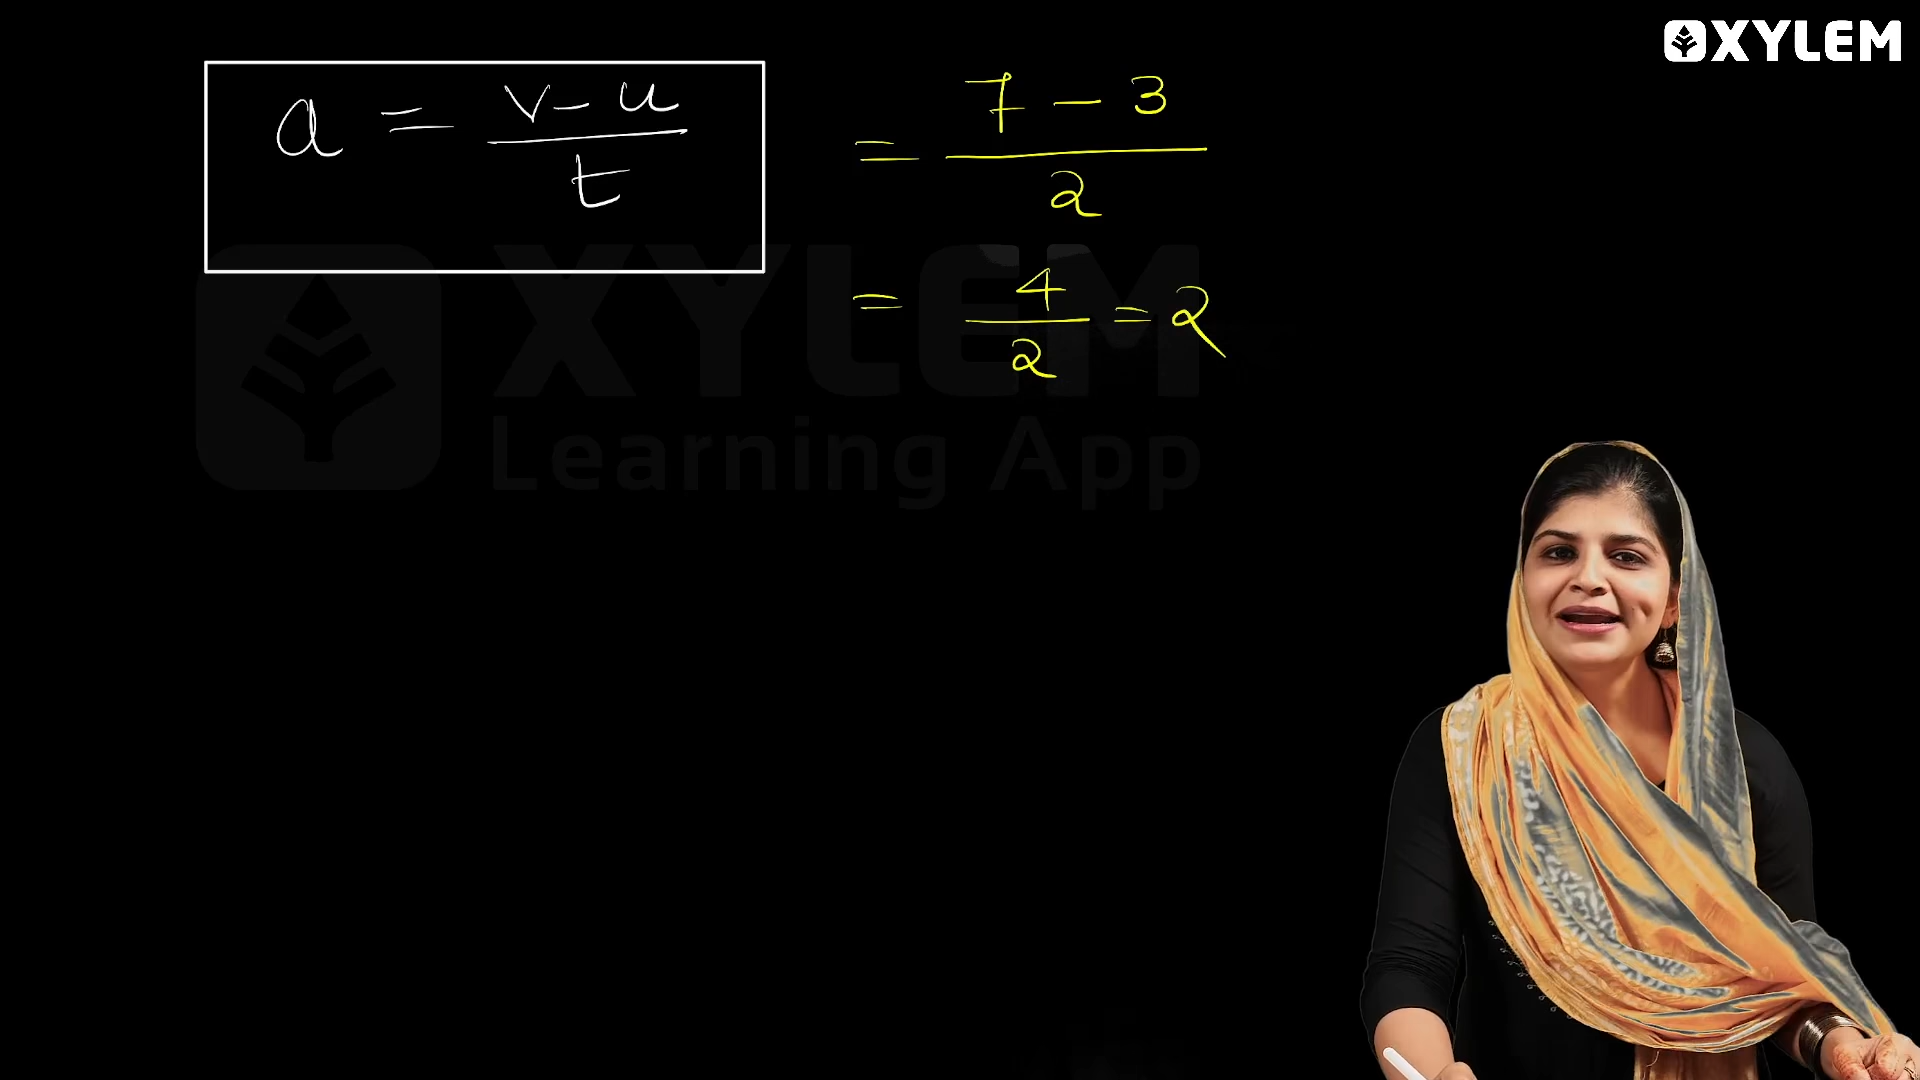 XYLEM
a = v - u / t
= 7 - 3 / 2
= 4 / 2 = 2
XYLEM
Learning App